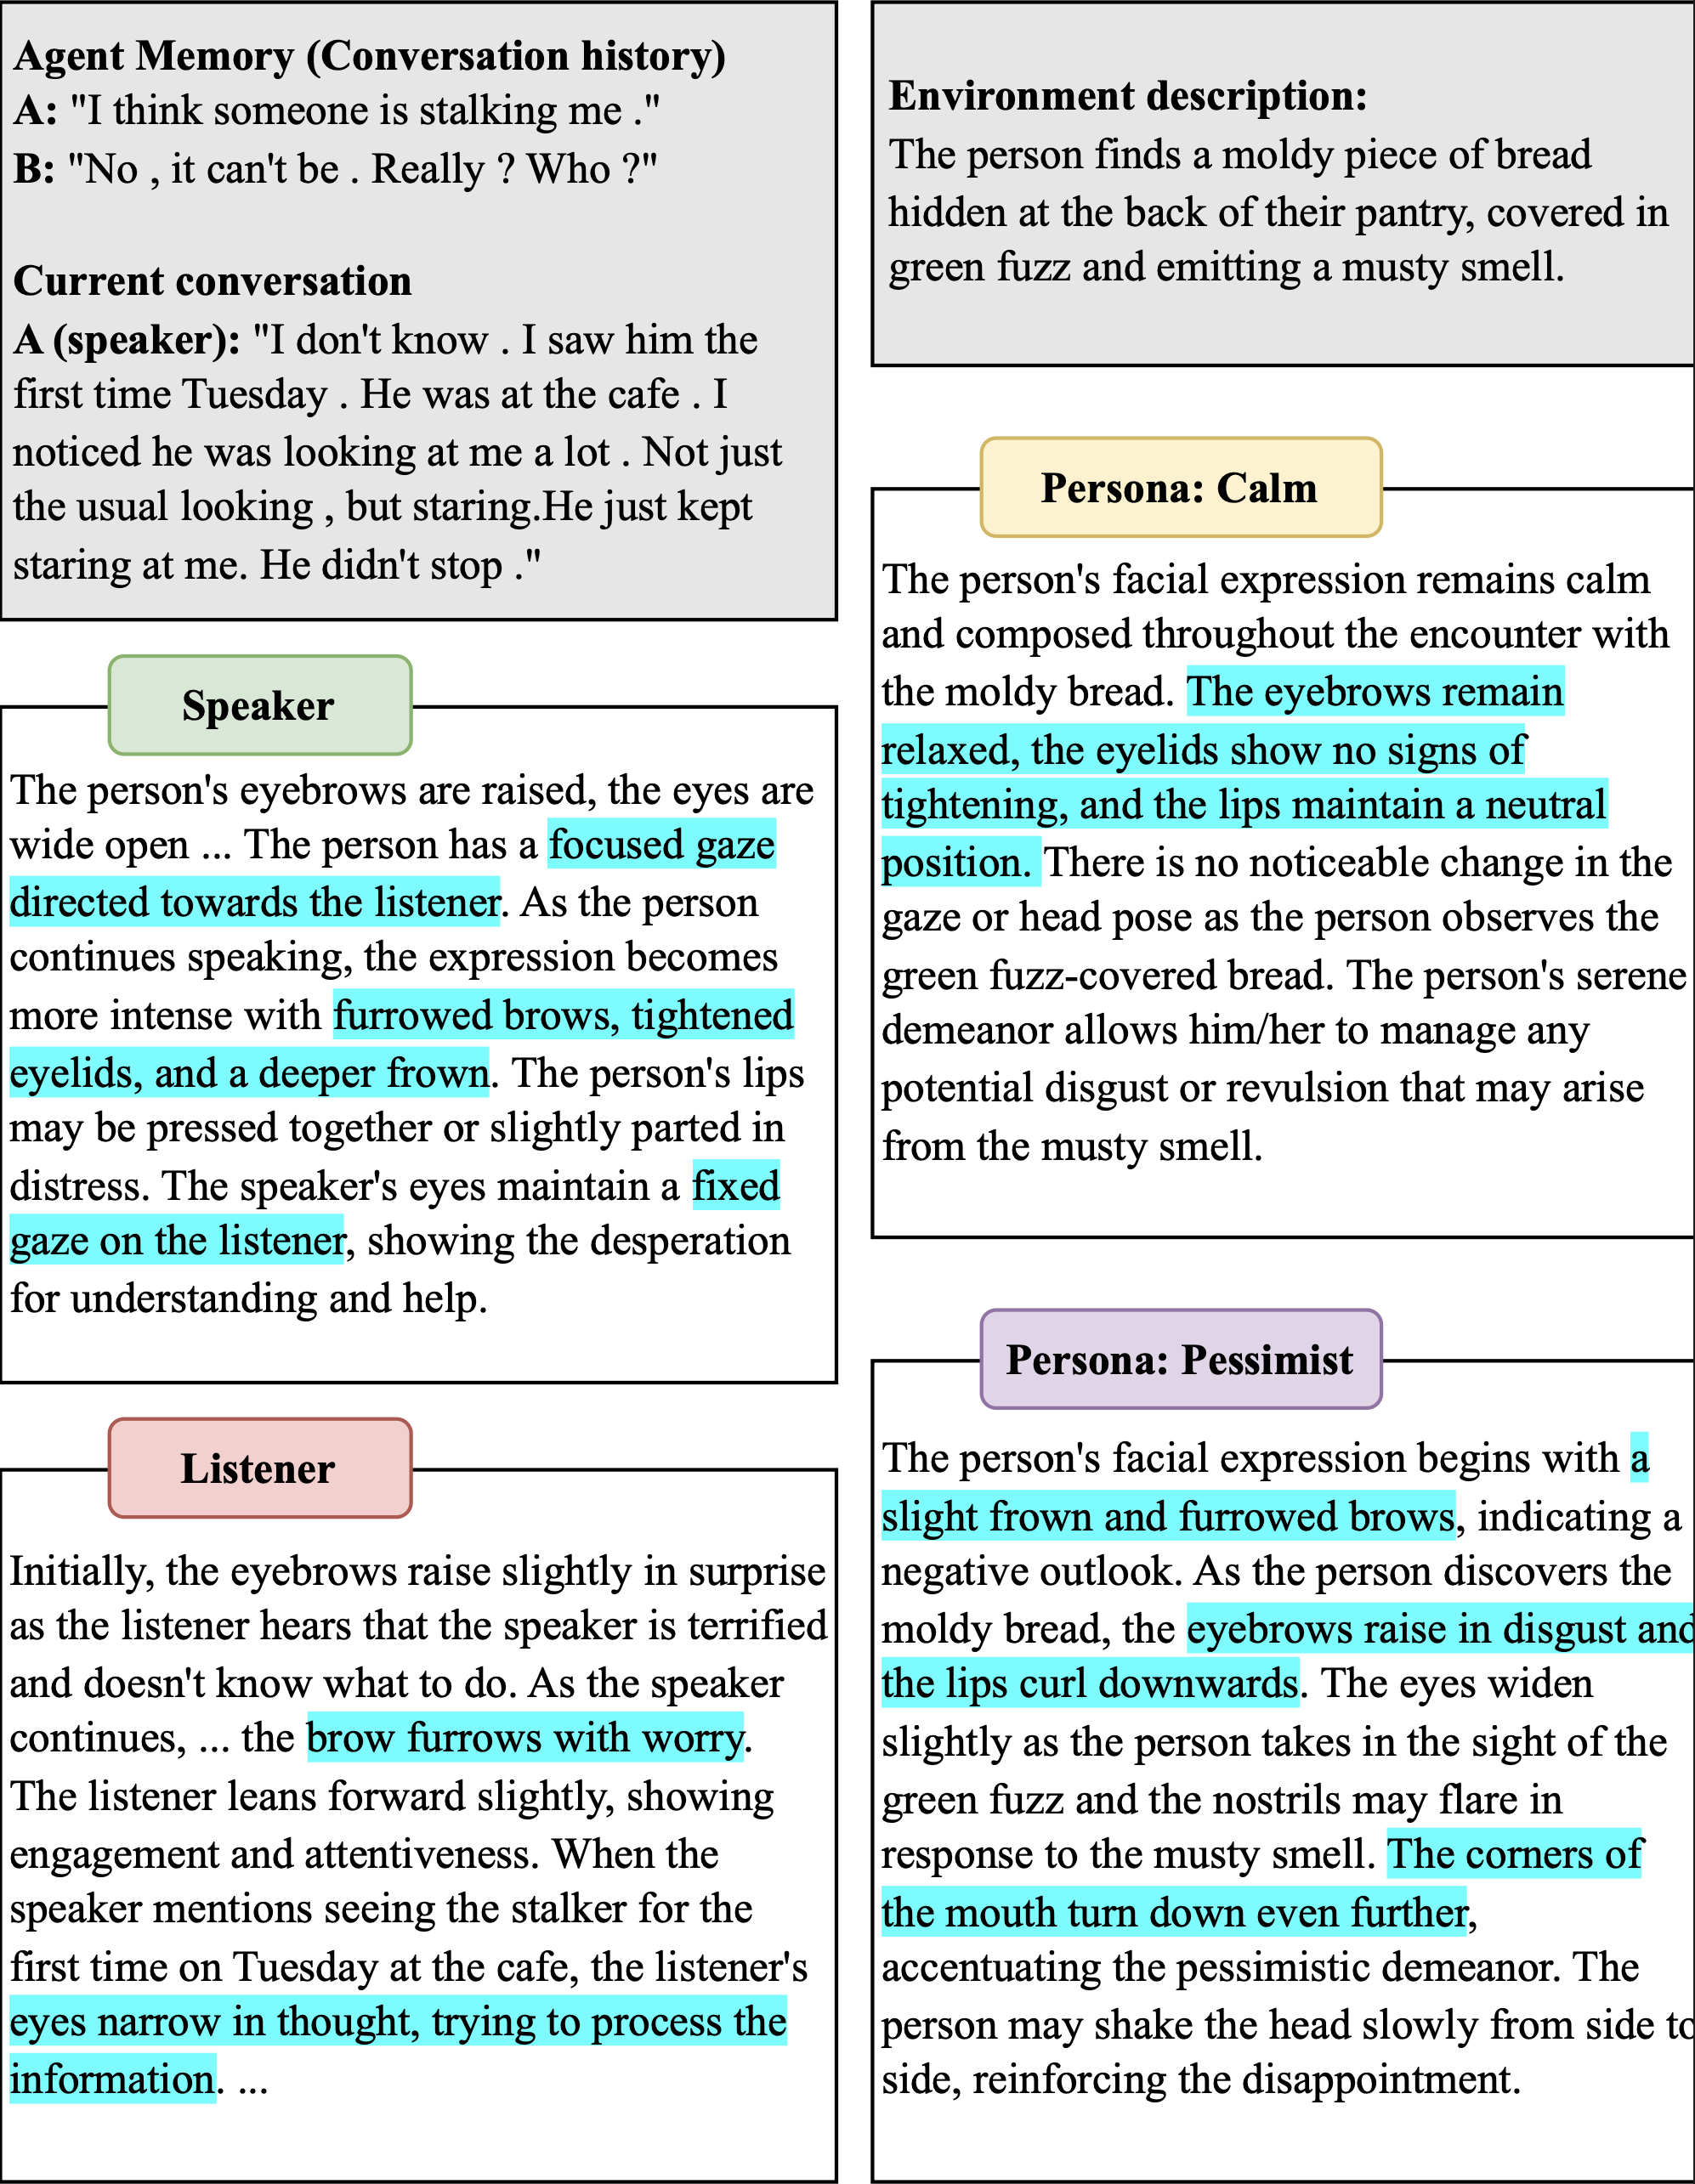 Agent Memory (Conversation history)
A: "I think someone is stalking me ."
B: "No , it can't be . Really ? Who ?"
Current conversation
A (speaker): "I don't know . I saw him the
first time Tuesday . He was at the cafe . I
noticed he was looking at me a lot . Not just
the usual looking , but staring.He just kept
staring at me. He didn't stop ."
Speaker
The person's eyebrows are raised, the eyes are
wide open ... The person has a focused gaze
directed towards the listener. As the person
continues speaking, the expression becomes
more intense with furrowed brows, tightened
eyelids, and a deeper frown. The person's lips
may be pressed together or slightly parted in
distress. The speaker's eyes maintain a fixed
gaze on the listener, showing the desperation
for understanding and help.
Listener
Initially, the eyebrows raise slightly in surprise
as the listener hears that the speaker is terrified
and doesn't know what to do. As the speaker
continues, ... the brow furrows with worry.
The listener leans forward slightly, showing
engagement and attentiveness. When the
speaker mentions seeing the stalker for the
first time on Tuesday at the cafe, the listener's
eyes narrow in thought, trying to process the
information. ...
Environment description:
The person finds a moldy piece of bread
hidden at the back of their pantry, covered in
green fuzz and emitting a musty smell.
Persona: Calm
The person's facial expression remains calm
and composed throughout the encounter with
the moldy bread. The eyebrows remain
relaxed, the eyelids show no signs of
tightening, and the lips maintain a neutral
position. There is no noticeable change in the
gaze or head pose as the person observes the
green fuzz-covered bread. The person's serene
demeanor allows him/her to manage any
potential disgust or revulsion that may arise
from the musty smell.
Persona: Pessimist
The person's facial expression begins with a
slight frown and furrowed brows, indicating a
negative outlook. As the person discovers the
moldy bread, the eyebrows raise in disgust and
the lips curl downwards. The eyes widen
slightly as the person takes in the sight of the
green fuzz and the nostrils may flare in
response to the musty smell. The corners of
the mouth turn down even further,
accentuating the pessimistic demeanor. The
person may shake the head slowly from side to
side, reinforcing the disappointment.